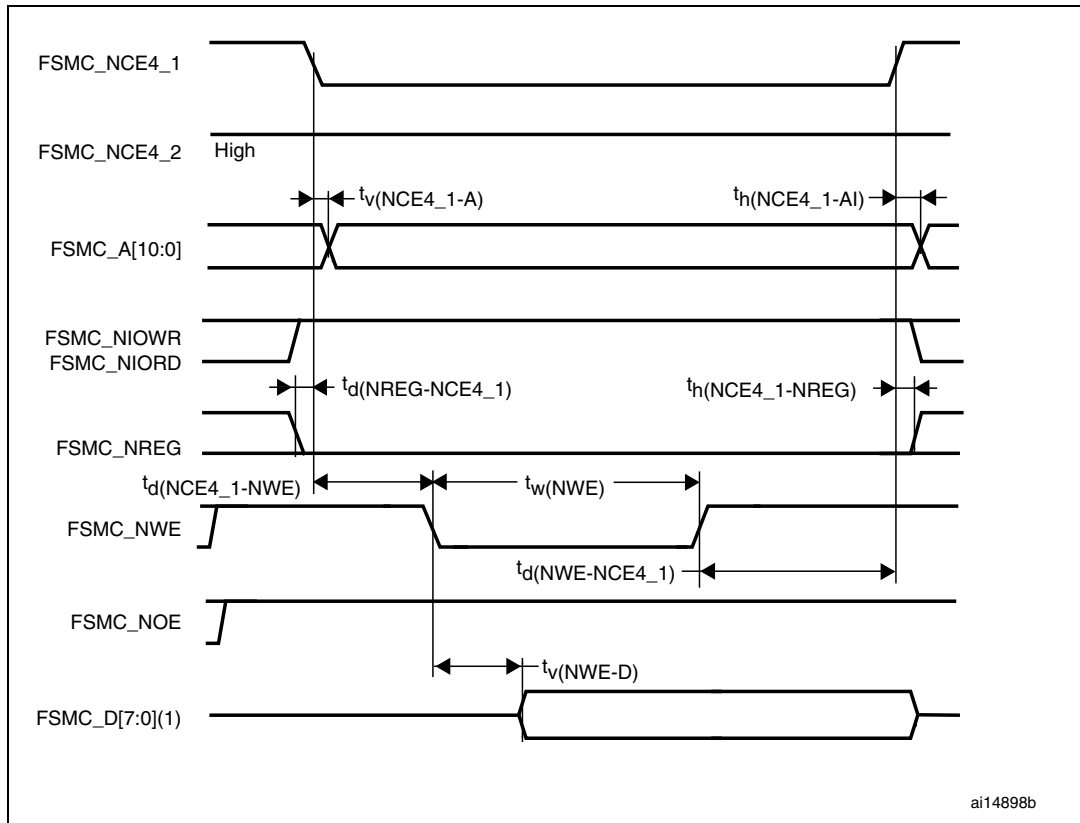 FSMC_NCE4_1
FSMC_NCE4_2 High
tv(NCE4_1-A) th(NCE4_1-AI)
FSMC_A[10:0]
FSMC_NIOWR
FSMC_NIORD
td(NREG-NCE4_1) th(NCE4_1-NREG)
FSMC_NREG
td(NCE4_1-NWE) tw(NWE)
FSMC_NWE
td(NWE-NCE4_1)
FSMC_NOE
tv(NWE-D)
FSMC_D[7:0](1)
ai14898b